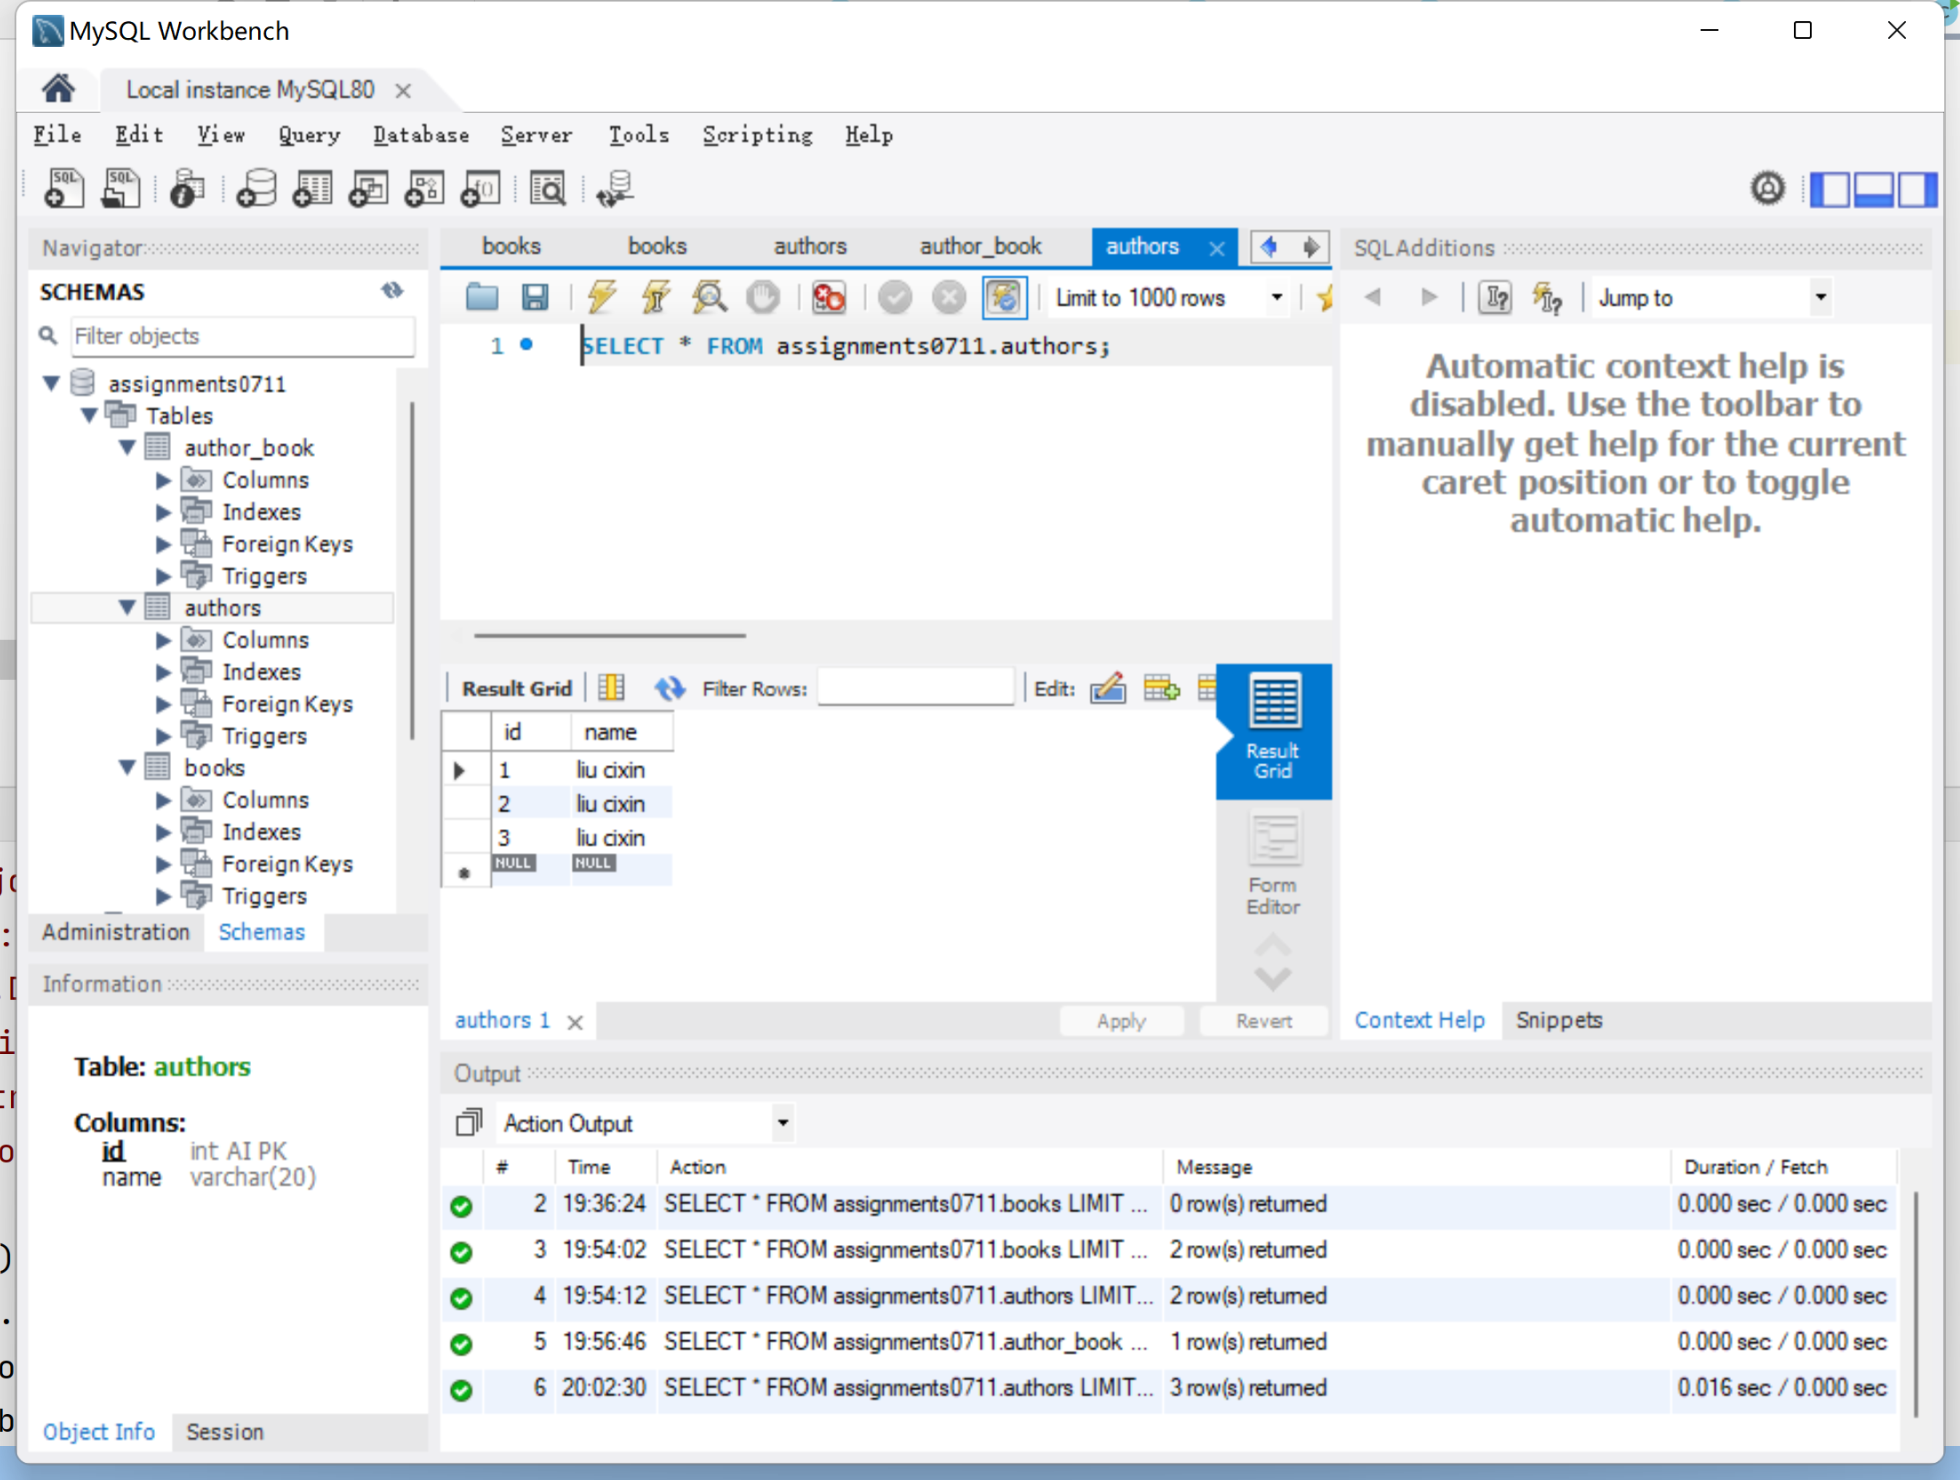 MySQL Workbench
Local instance MySQL80
File Edit View Query Database Server Tools Scripting Help
Navigator
SCHEMAS
Filter objects
assignments0711
Tables
author_book
Columns
Indexes
Foreign Keys
Triggers
authors
Columns
Indexes
Foreign Keys
Triggers
books
Columns
Indexes
Foreign Keys
Triggers
Administration Schemas
Information
Table: authors
Columns:
id int AI PK
name varchar(20)
Object Info Session
books books authors author_book authors
Limit to 1000 rows
1 SELECT * FROM assignments0711.authors;
Result Grid Filter Rows: Edit:
id name
1 liu cixin
2 liu cixin
3 liu cixin
NULL NULL
Result
Grid
Form
Editor
authors 1 Apply Revert
SQLAdditions
Jump to
Automatic context help is
disabled. Use the toolbar to
manually get help for the current
caret position or to toggle
automatic help.
Context Help Snippets
Output
Action Output
# Time Action Message Duration / Fetch
2 19:36:24 SELECT * FROM assignments0711.books LIMIT ... 0 row(s) returned 0.000 sec / 0.000 sec
3 19:54:02 SELECT * FROM assignments0711.books LIMIT ... 2 row(s) returned 0.000 sec / 0.000 sec
4 19:54:12 SELECT * FROM assignments0711.authors LIMIT... 2 row(s) returned 0.000 sec / 0.000 sec
5 19:56:46 SELECT * FROM assignments0711.author_book ... 1 row(s) returned 0.000 sec / 0.000 sec
6 20:02:30 SELECT * FROM assignments0711.authors LIMIT... 3 row(s) returned 0.016 sec / 0.000 sec